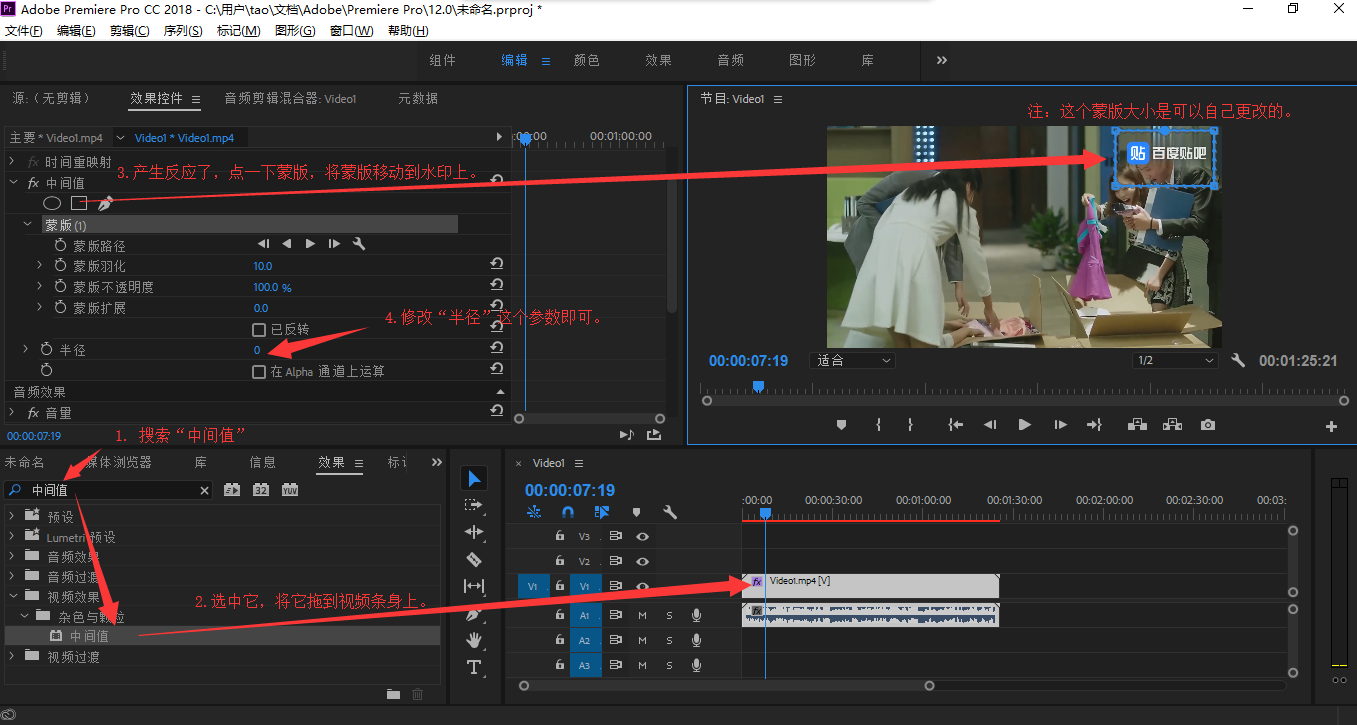 Adobe Premiere Pro CC 2018 - C:\用户\tao\文档\Adobe\Premiere Pro\12.0\未命名.prproj *
文件(F) 编辑(E) 剪辑(C) 序列(S) 标记(M) 图形(G) 窗口(W) 帮助(H)
组件 编辑 颜色 效果 音频 图形 库
源:（无剪辑） 效果控件 音频剪辑混合器: Video1 元数据
主要 * Video1.mp4 Video1 * Video1.mp4
:00:00 00:01:00:00
fx 时间重映射
3.产生反应了，点一下蒙版，将蒙版移动到水印上。
fx 中间值
蒙版 (1)
蒙版路径
蒙版羽化 10.0
蒙版不透明度 100.0 %
蒙版扩展 0.0
4.修改“半径”这个参数即可。
已反转
半径 0
在 Alpha 通道上运算
音频效果
fx 音量
00:00:07:19
节目: Video1
注：这个蒙版大小是可以自己更改的。
贴 百度贴吧
00:00:07:19 适合 1/2 00:01:25:21
1. 搜索“中间值”
未命名 媒体浏览器 库 信息 效果 标记
中间值
32 YUV
预设
Lumetri 预设
音频效果
音频过渡
视频效果
杂色与颗粒
中间值
视频过渡
2.选中它，将它拖到视频条身上。
× Video1
00:00:07:19
:00:00 00:00:30:00 00:01:00:00 00:01:30:00 00:02:00:00 00:02:30:00 00:03:
V3
V2
V1 V1 fx Video1.mp4 [V]
A1 M S fx
A2 M S
A3 M S